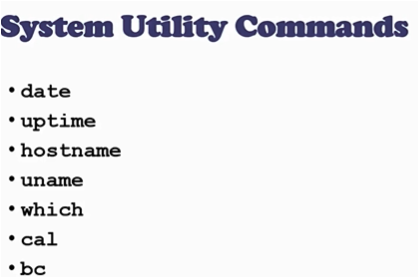 System Utility Commands
• date
• uptime
• hostname
• uname
• which
• cal
• bc